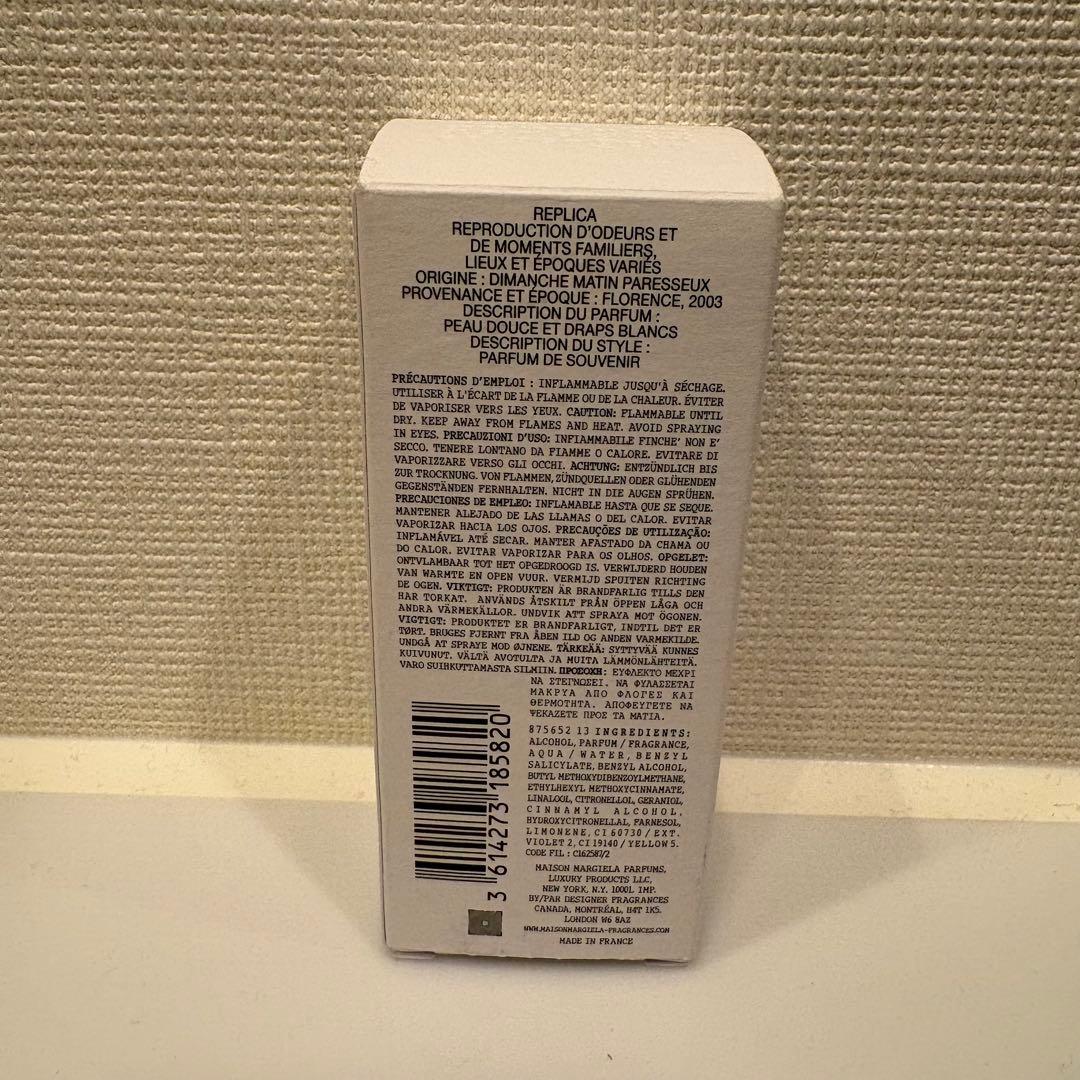 REPLICA
REPRODUCTION D'ODEURS ET
DE MOMENTS FAMILIERS,
LIEUX ET ÉPOQUES VARIÉS
ORIGINE : DIMANCHE MATIN PARESSEUX
PROVENANCE ET ÉPOQUE : FLORENCE, 2003
DESCRIPTION DU PARFUM :
PEAU DOUCE ET DRAPS BLANCS
DESCRIPTION DU STYLE :
PARFUM DE SOUVENIR
PRÉCAUTIONS D'EMPLOI : INFLAMMABLE JUSQU'À SÉCHAGE.
UTILISER À L'ÉCART DE LA FLAMME OU DE LA CHALEUR. ÉVITER
DE VAPORISER VERS LES YEUX. CAUTION: FLAMMABLE UNTIL
DRY. KEEP AWAY FROM FLAMES AND HEAT. AVOID SPRAYING
IN EYES. PRECAUZIONI D'USO: INFIAMMABILE FINCHE' NON E'
SECCO. TENERE LONTANO DA FIAMME O CALORE. EVITARE DI
VAPORIZZARE VERSO GLI OCCHI. ACHTUNG: ENTZÜNDLICH BIS
ZUR TROCKNUNG. VON FLAMMEN, ZÜNDQUELLEN ODER GLÜHENDEN
GEGENSTÄNDEN FERNHALTEN. NICHT IN DIE AUGEN SPRÜHEN.
PRECAUCIONES DE EMPLEO: INFLAMABLE HASTA QUE SE SEQUE.
MANTENER ALEJADO DE LAS LLAMAS O DEL CALOR. EVITAR
VAPORIZAR HACIA LOS OJOS. PRECAUÇÕES DE UTILIZAÇÃO:
INFLAMÁVEL ATÉ SECAR. MANTER AFASTADO DA CHAMA OU
DO CALOR. EVITAR VAPORIZAR PARA OS OLHOS. OPGELET:
ONTVLAMBAAR TOT HET OPGEDROOGD IS. VERWIJDERD HOUDEN
VAN WARMTE EN OPEN VUUR. VERMIJD SPUITEN RICHTING
DE OGEN. VIKTIGT: PRODUKTEN ÄR BRANDFARLIG TILLS DEN
HAR TORKAT. ANVÄNDS ÅTSKILT FRÅN ÖPPEN LÅGA OCH
ANDRA VÄRMEKÄLLOR. UNDVIK ATT SPRAYA MOT ÖGONEN.
VIGTIGT: PRODUKTET ER BRANDFARLIGT, INDTIL DET ER
TØRT. BRUGES FJERNT FRA ÅBEN ILD OG ANDEN VARMEKILDE.
UNDGÅ AT SPRAYE MOD ØJNENE. TÄRKEÄÄ: SYTTYVÄÄ KUNNES
KUIVUNUT. VÄLTÄ AVOTULTA JA MUITA LÄMMÖNLÄHTEITÄ.
VARO SUIHKUTTAMASTA SILMIIN. ΠΡΟΣΟΧΗ: ΕΥΦΛΕΚΤΟ ΜΕΧΡΙ
ΝΑ ΣΤΕΓΝΩΣΕΙ. ΝΑ ΦΥΛΑΣΣΕΤΑΙ
ΜΑΚΡΥΑ ΑΠΟ ΦΛΟΓΕΣ ΚΑΙ
ΘΕΡΜΟΤΗΤΑ. ΑΠΟΦΕΥΓΕΤΕ ΝΑ
ΨΕΚΑΖΕΤΕ ΠΡΟΣ ΤΑ ΜΑΤΙΑ.
875652 13 INGREDIENTS:
ALCOHOL, PARFUM / FRAGRANCE,
AQUA / WATER, BENZYL
SALICYLATE, BENZYL ALCOHOL,
BUTYL METHOXYDIBENZOYLMETHANE,
ETHYLHEXYL METHOXYCINNAMATE,
LINALOOL, CITRONELLOL, GERANIOL,
CINNAMYL ALCOHOL,
HYDROXYCITRONELLAL, FARNESOL,
LIMONENE, CI 60730 / EXT.
VIOLET 2, CI 19140 / YELLOW 5.
CODE FIL : C162587/2
3 614273 185820
MAISON MARGIELA PARFUMS,
LUXURY PRODUCTS LLC,
NEW YORK, N.Y. 10001. IMP.
BY/PAR DESIGNER FRAGRANCES
CANADA, MONTRÉAL, H4T 1K5.
LONDON W6 8AZ
WWW.MAISONMARGIELA-FRAGRANCES.COM
MADE IN FRANCE